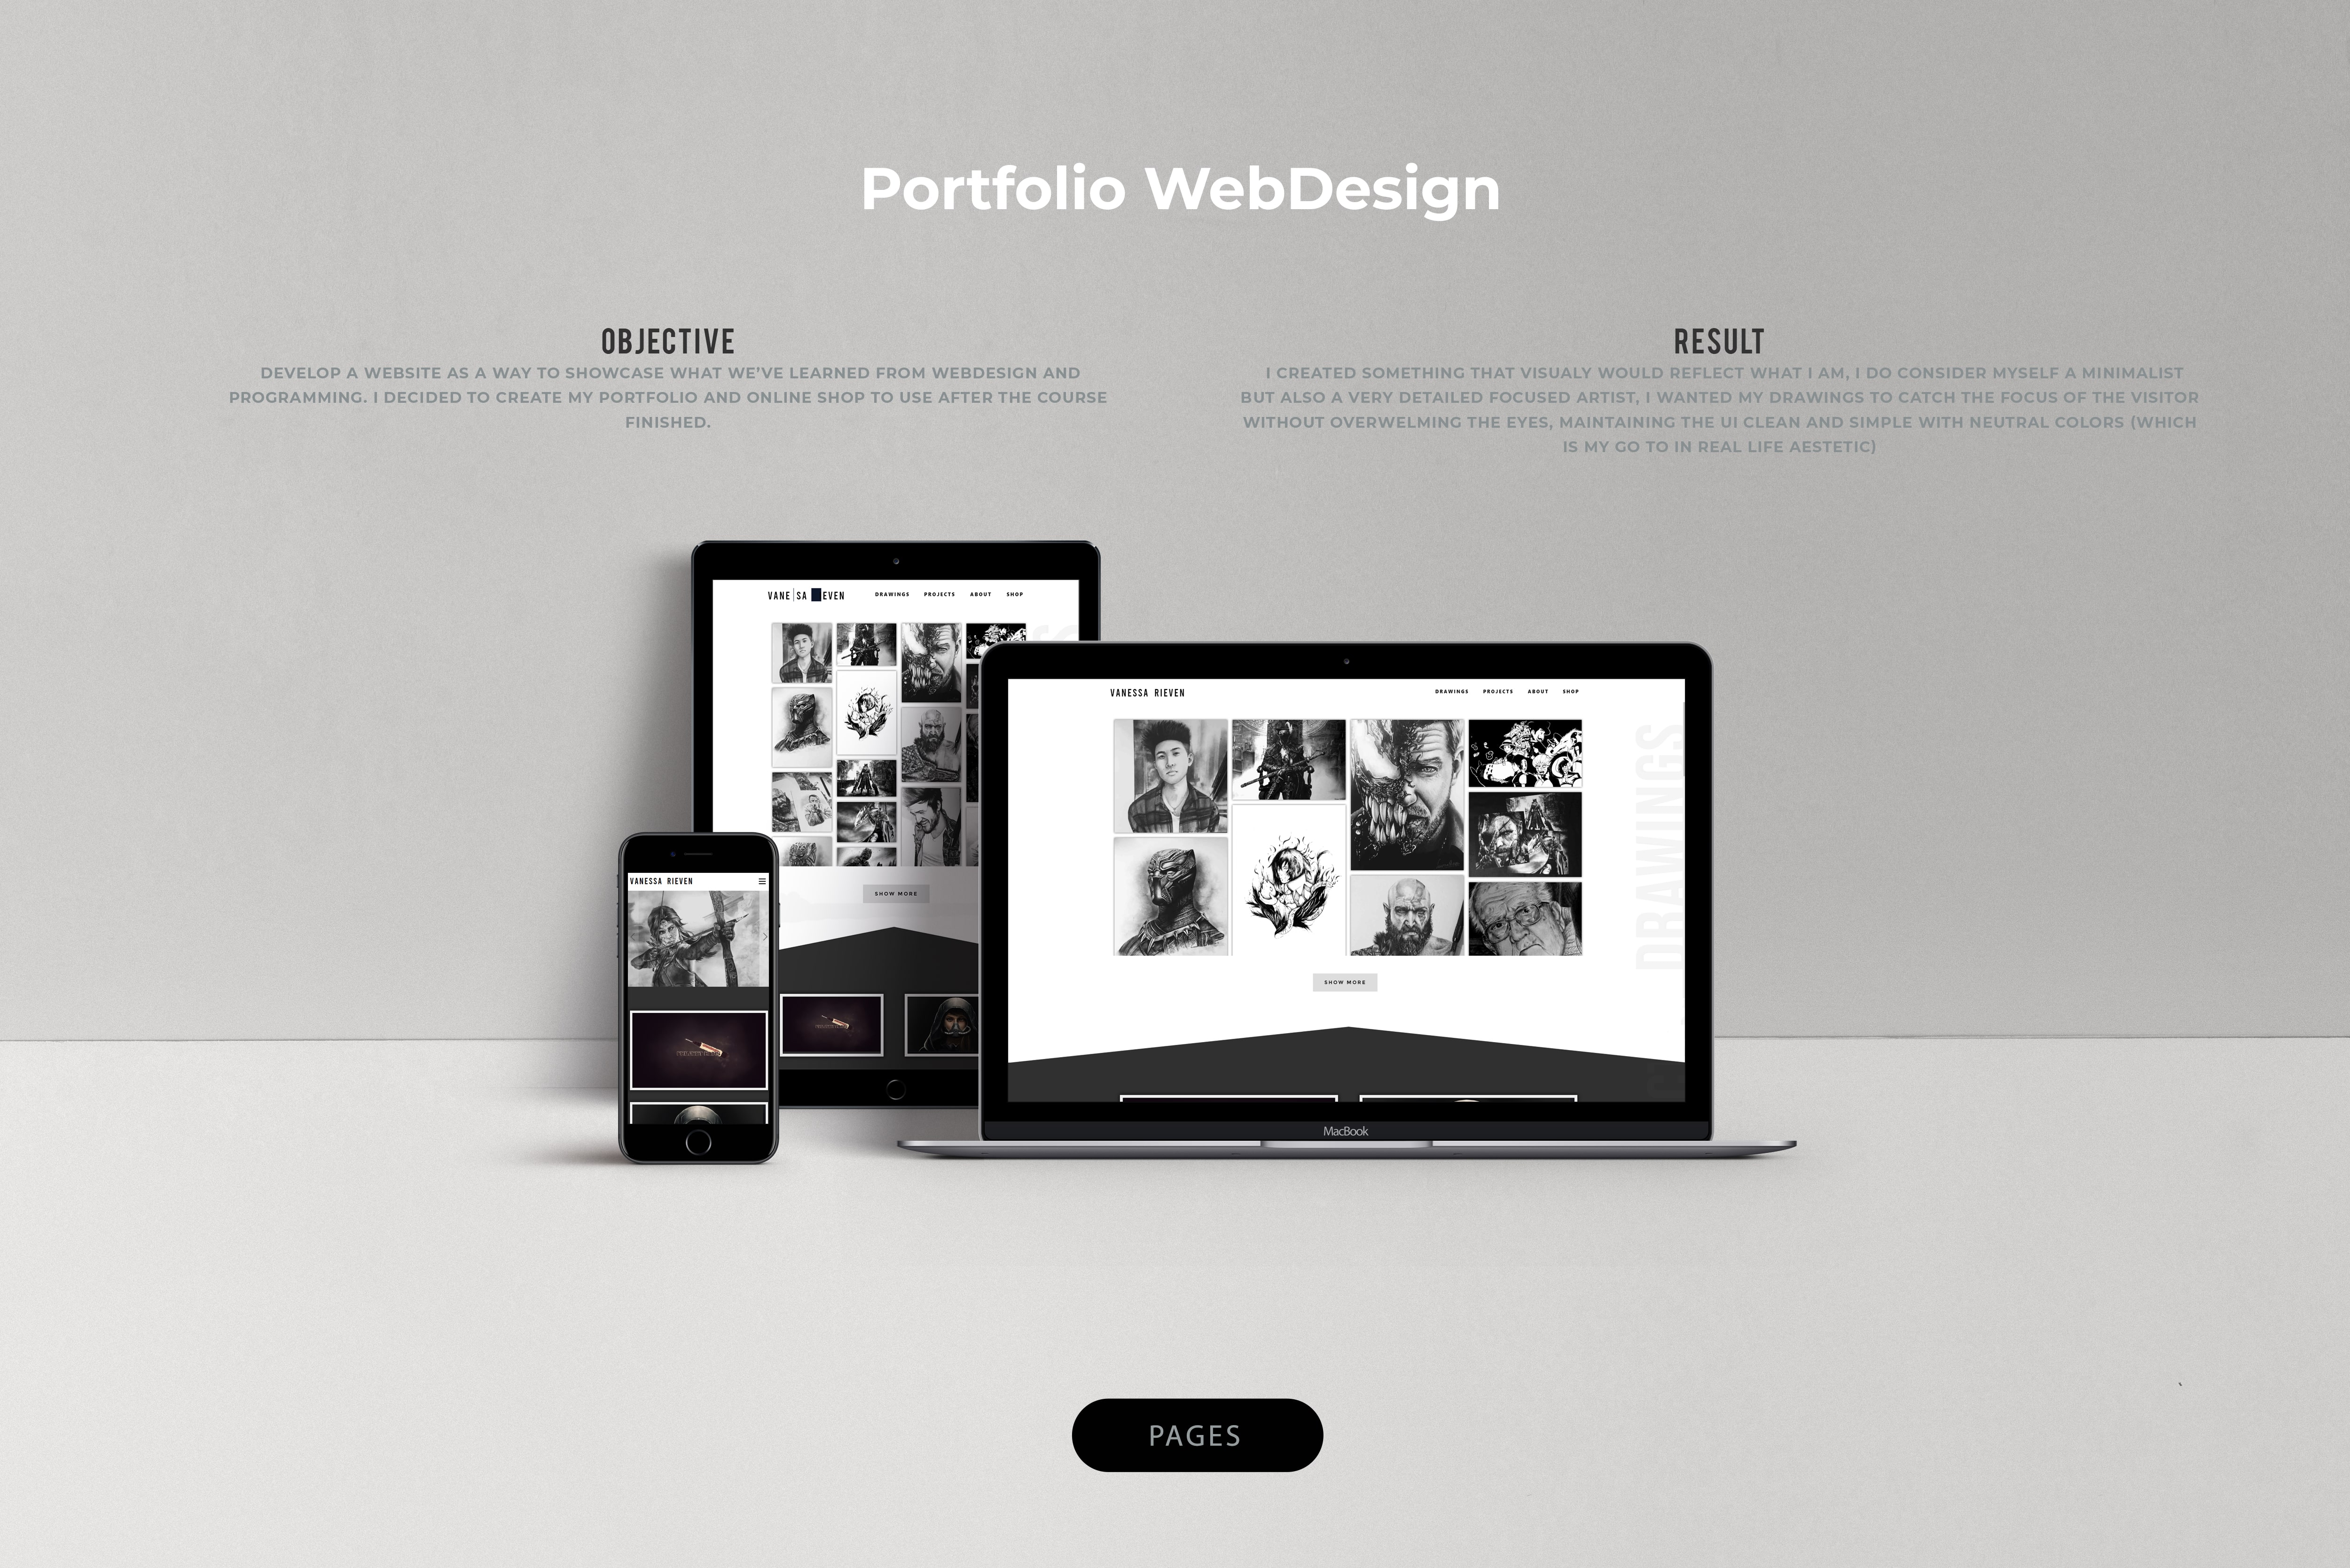 Portfolio WebDesign
OBJECTIVE
DEVELOP A WEBSITE AS A WAY TO SHOWCASE WHAT WE’VE LEARNED FROM WEBDESIGN AND
PROGRAMMING. I DECIDED TO CREATE MY PORTFOLIO AND ONLINE SHOP TO USE AFTER THE COURSE
FINISHED.
RESULT
I CREATED SOMETHING THAT VISUALY WOULD REFLECT WHAT I AM, I DO CONSIDER MYSELF A MINIMALIST
BUT ALSO A VERY DETAILED FOCUSED ARTIST, I WANTED MY DRAWINGS TO CATCH THE FOCUS OF THE VISITOR
WITHOUT OVERWELMING THE EYES, MAINTAINING THE UI CLEAN AND SIMPLE WITH NEUTRAL COLORS (WHICH
IS MY GO TO IN REAL LIFE AESTETIC)
VANE SA EVEN DRAWINGS PROJECTS ABOUT SHOP
SHOW MORE
VANESSA RIEVEN DRAWINGS PROJECTS ABOUT SHOP
DRAWINGS
SHOW MORE
MacBook
VANESSA RIEVEN
PAGES